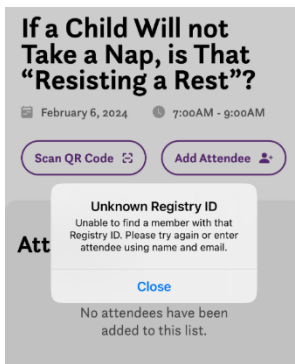 If a Child Will not
Take a Nap, is That
“Resisting a Rest”?
February 6, 2024 7:00AM - 9:00AM
Scan QR Code Add Attendee
Unknown Registry ID
Unable to find a member with that
Registry ID. Please try again or enter
attendee using name and email.
Att
Close
No attendees have been
added to this list.